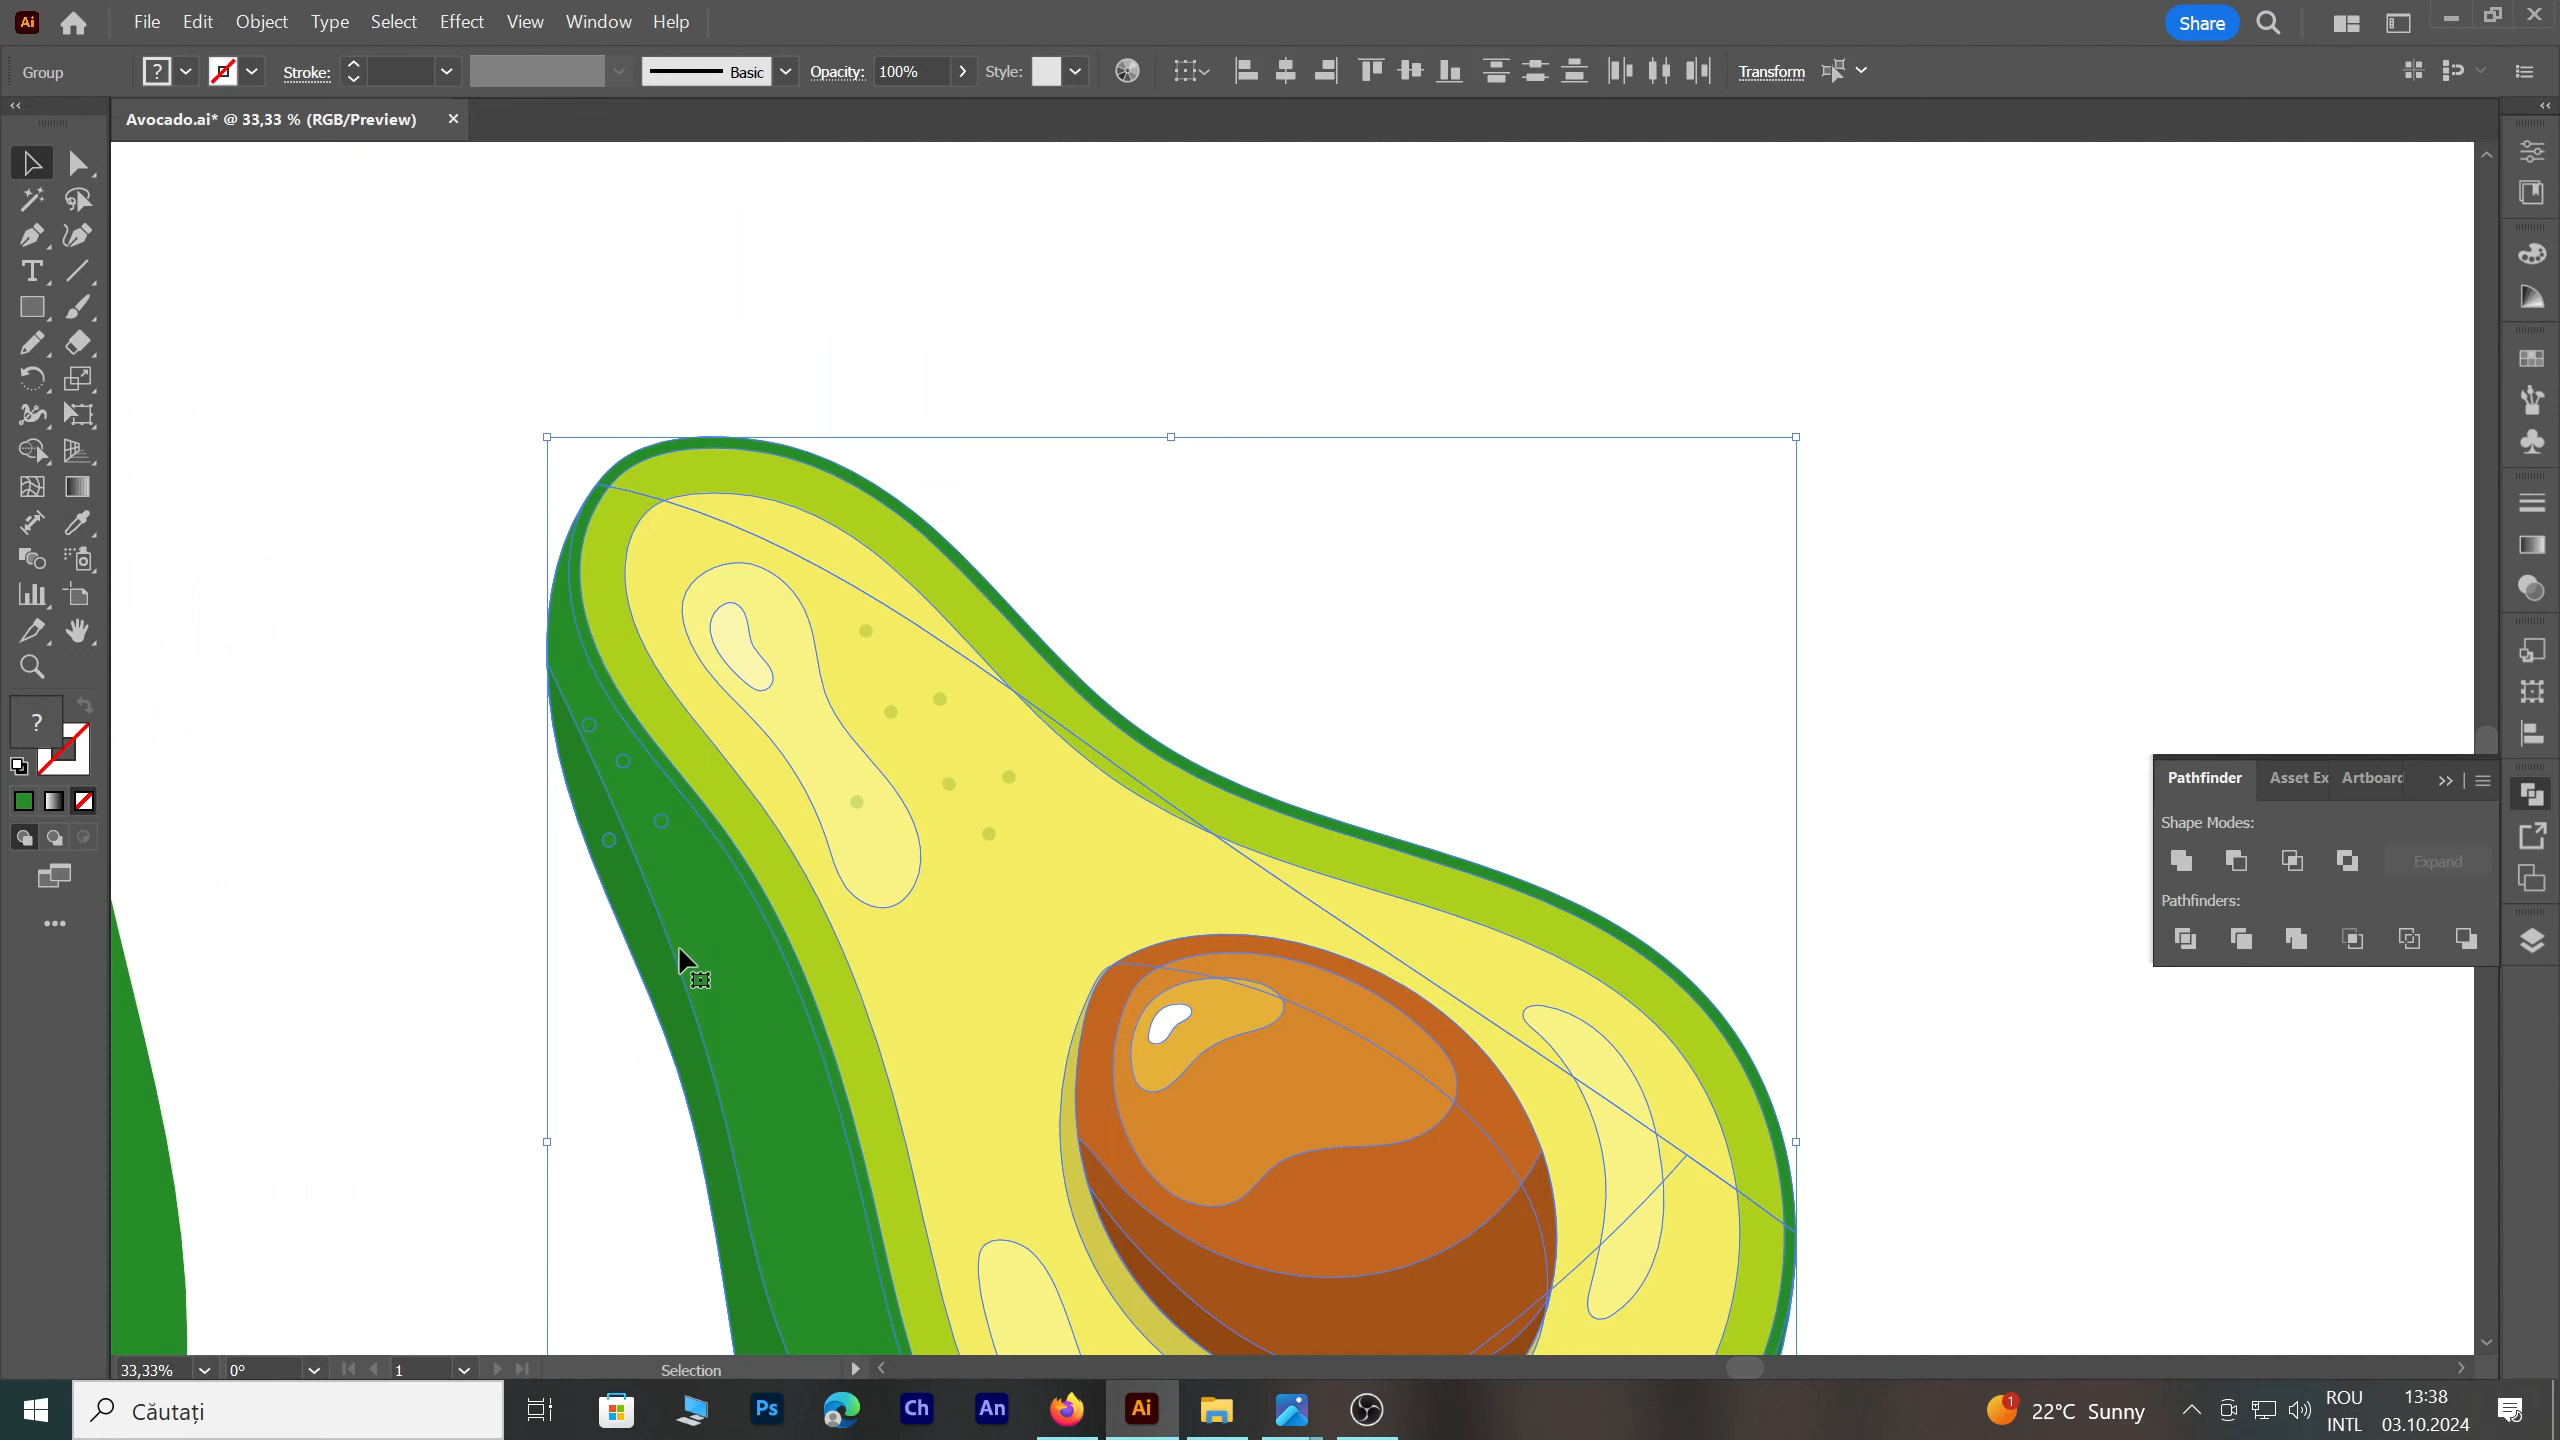 Ai File Edit Object Type Select Effect View Window Help Share
Group ? Stroke: Basic Opacity: 100% Style: Transform
Avocado.ai* @ 33,33 % (RGB/Preview)
T
?
Pathfinder Asset Ex Artboard
Shape Modes:
Expand
Pathfinders:
33,33% 0° 1 Selection
Căutați Ps Ch An Ai 1 22°C Sunny ROU 13:38
INTL 03.10.2024